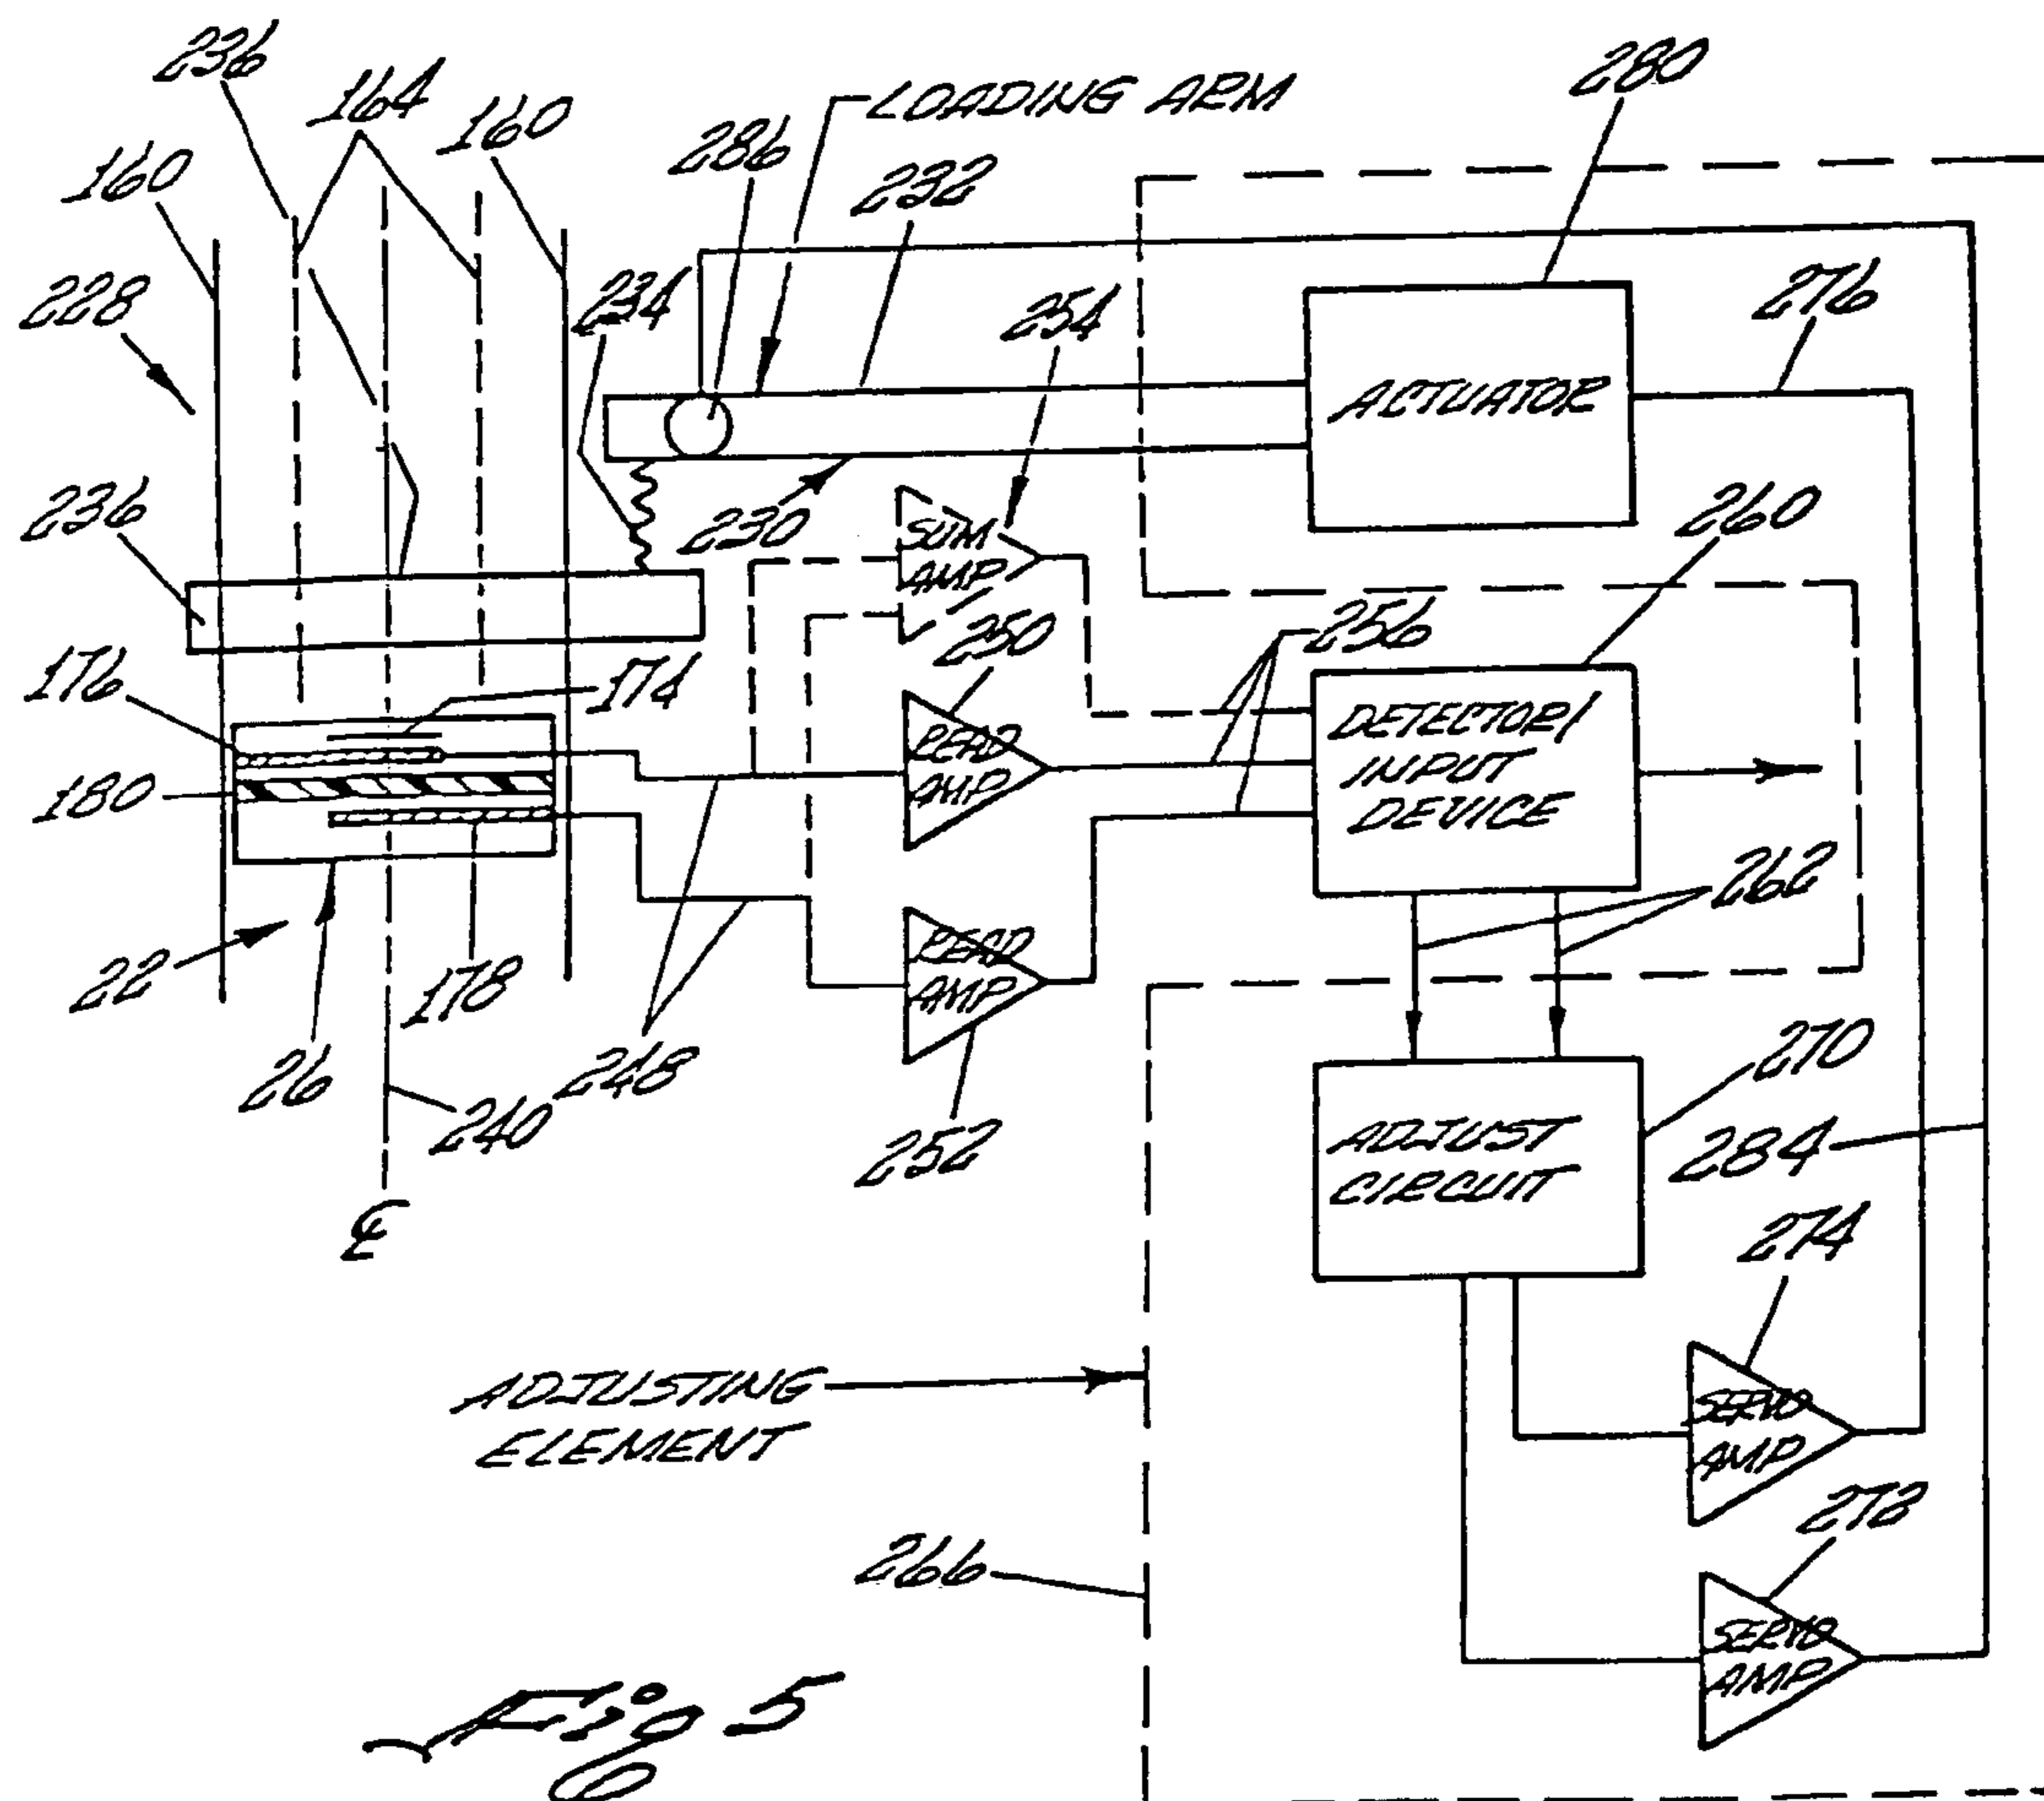 236
164
160
160
286
LOADING ARM
232
280
228
234
254
276
ACTUATOR
236
230
SUM
AMP
260
250
256
176
174
READ
AMP
DETECTOR/
INPUT
DEVICE
180
262
22
178
READ
AMP
26
240
248
252
270
ADJUST
CIRCUIT
284
℄
274
ADJUSTING
ELEMENT
SERVO
AMP
278
266
SERVO
AMP
Fig 5